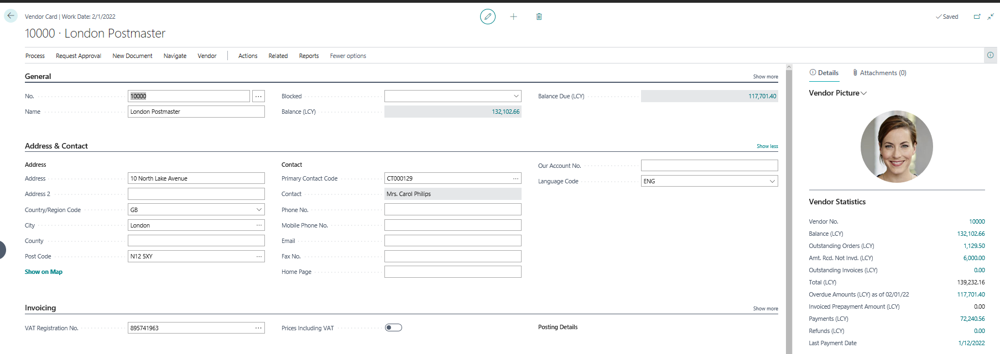 Vendor Card | Work Date: 2/1/2022
Saved
10000 · London Postmaster
Process Request Approval New Document Navigate Vendor Actions Related Reports Fewer options
General Show more
No. 10000 ...
Name London Postmaster
Blocked
Balance (LCY) 132,102.66
Balance Due (LCY) 117,701.40
Address & Contact Show less
Address
Address 10 North Lake Avenue
Address 2
Country/Region Code GB
City London ...
County
Post Code N12 5XY ...
Show on Map
Contact
Primary Contact Code CT000129 ...
Contact Mrs. Carol Philips
Phone No.
Mobile Phone No.
Email
Fax No.
Home Page
Our Account No.
Language Code ENG
Invoicing Show more
VAT Registration No. 895741963 ...
Prices Including VAT
Posting Details
Details Attachments (0)
Vendor Picture
Vendor Statistics
Vendor No. 10000
Balance (LCY) 132,102.66
Outstanding Orders (LCY) 1,129.50
Amt. Rcd. Not Invd. (LCY) 6,000.00
Outstanding Invoices (LCY) 0.00
Total (LCY) 139,232.16
Overdue Amounts (LCY) as of 02/01/22 117,701.40
Invoiced Prepayment Amount (LCY) 0.00
Payments (LCY) 72,240.56
Refunds (LCY) 0.00
Last Payment Date 1/12/2022